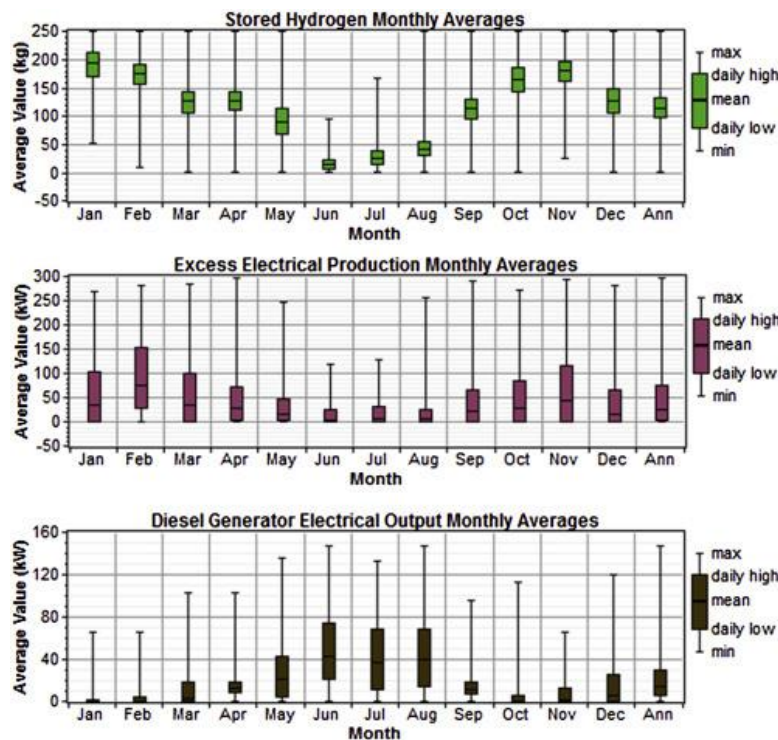 Stored Hydrogen Monthly Averages
Average Value (kg)
250
200
150
100
50
0
-50
Jan Feb Mar Apr May Jun Jul Aug Sep Oct Nov Dec Ann
Month
max
daily high
mean
daily low
min
Excess Electrical Production Monthly Averages
Average Value (kW)
300
250
200
150
100
50
0
-50
Jan Feb Mar Apr May Jun Jul Aug Sep Oct Nov Dec Ann
Month
max
daily high
mean
daily low
min
Diesel Generator Electrical Output Monthly Averages
Average Value (kW)
160
120
80
40
0
Jan Feb Mar Apr May Jun Jul Aug Sep Oct Nov Dec Ann
Month
max
daily high
mean
daily low
min